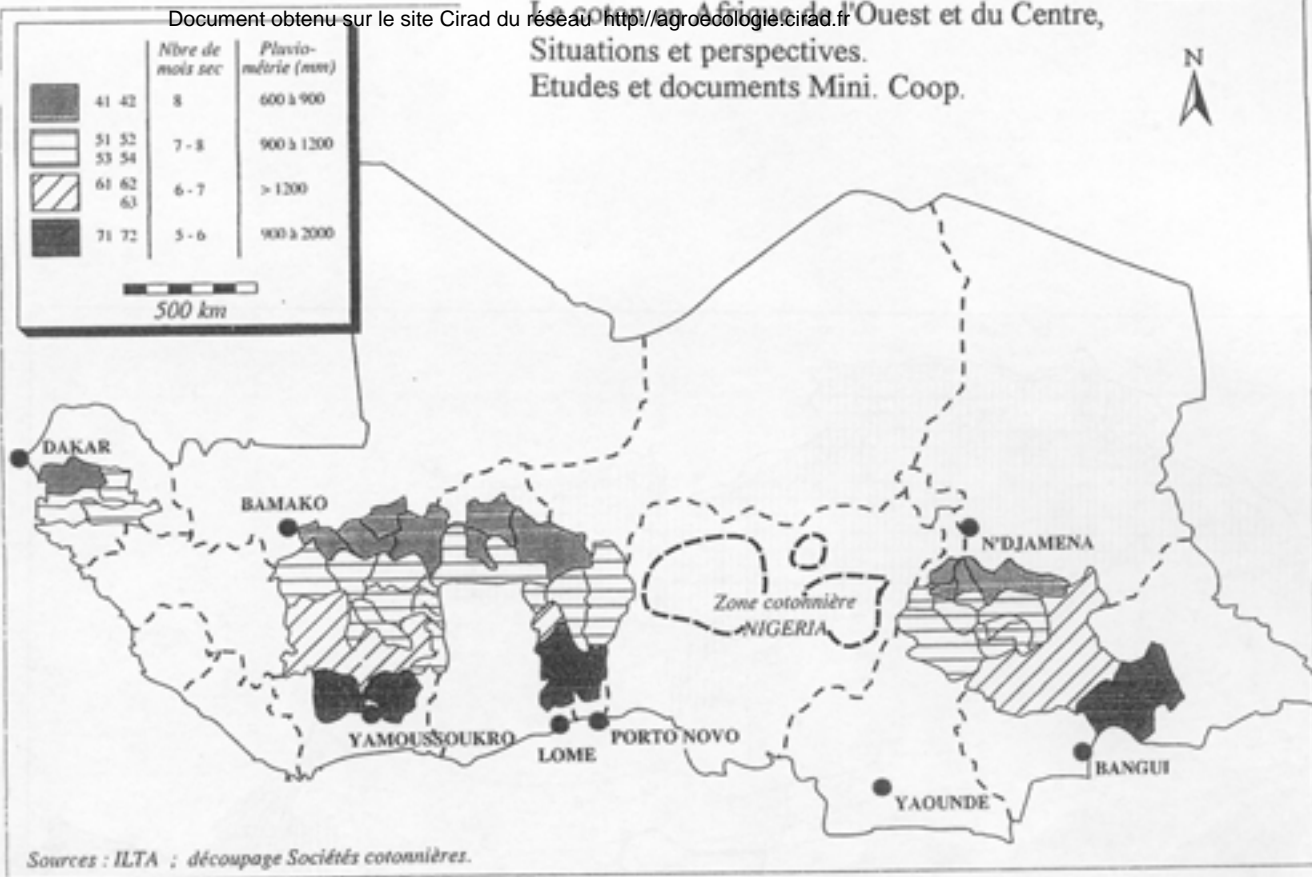 Document obtenu sur le site Cirad du réseau http://agroecologie.cirad.fr
Le coton en Afrique de l'Ouest et du Centre,
Situations et perspectives.
Etudes et documents Mini. Coop.
N
Nbre de mois sec
Pluvio-métrie (mm)
41 42 8 600 à 900
51 52
53 54 7 - 8 900 à 1200
61 62
63 6 - 7 > 1200
71 72 5 - 6 900 à 2000
500 km
DAKAR
BAMAKO
N'DJAMENA
Zone cotonnière
NIGERIA
YAMOUSSOUKRO
LOME
PORTO NOVO
BANGUI
YAOUNDE
Sources : ILTA ; découpage Sociétés cotonnières.